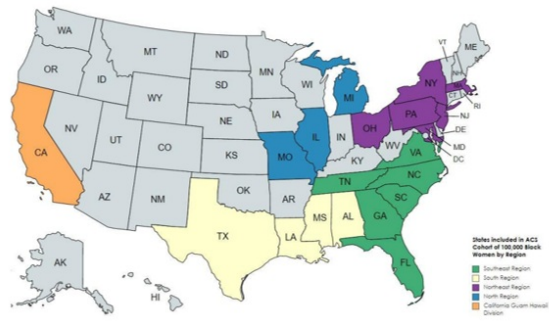 WA
MT
ND
MN
VT
ME
OR
ID
SD
WI
MI
NY
WY
NH
CT
RI
NV
NE
IA
PA
NJ
UT
CO
IL
IN
OH
DE
CA
KS
MO
KY
WV
VA
MD
DC
AZ
NM
OK
AR
TN
NC
SC
TX
LA
MS
AL
GA
FL
AK
HI
States included in ACS
Cohort of 100,000 Black
Women by Region
Southeast Region
South Region
Northeast Region
North Region
California Guam Hawaii
Division